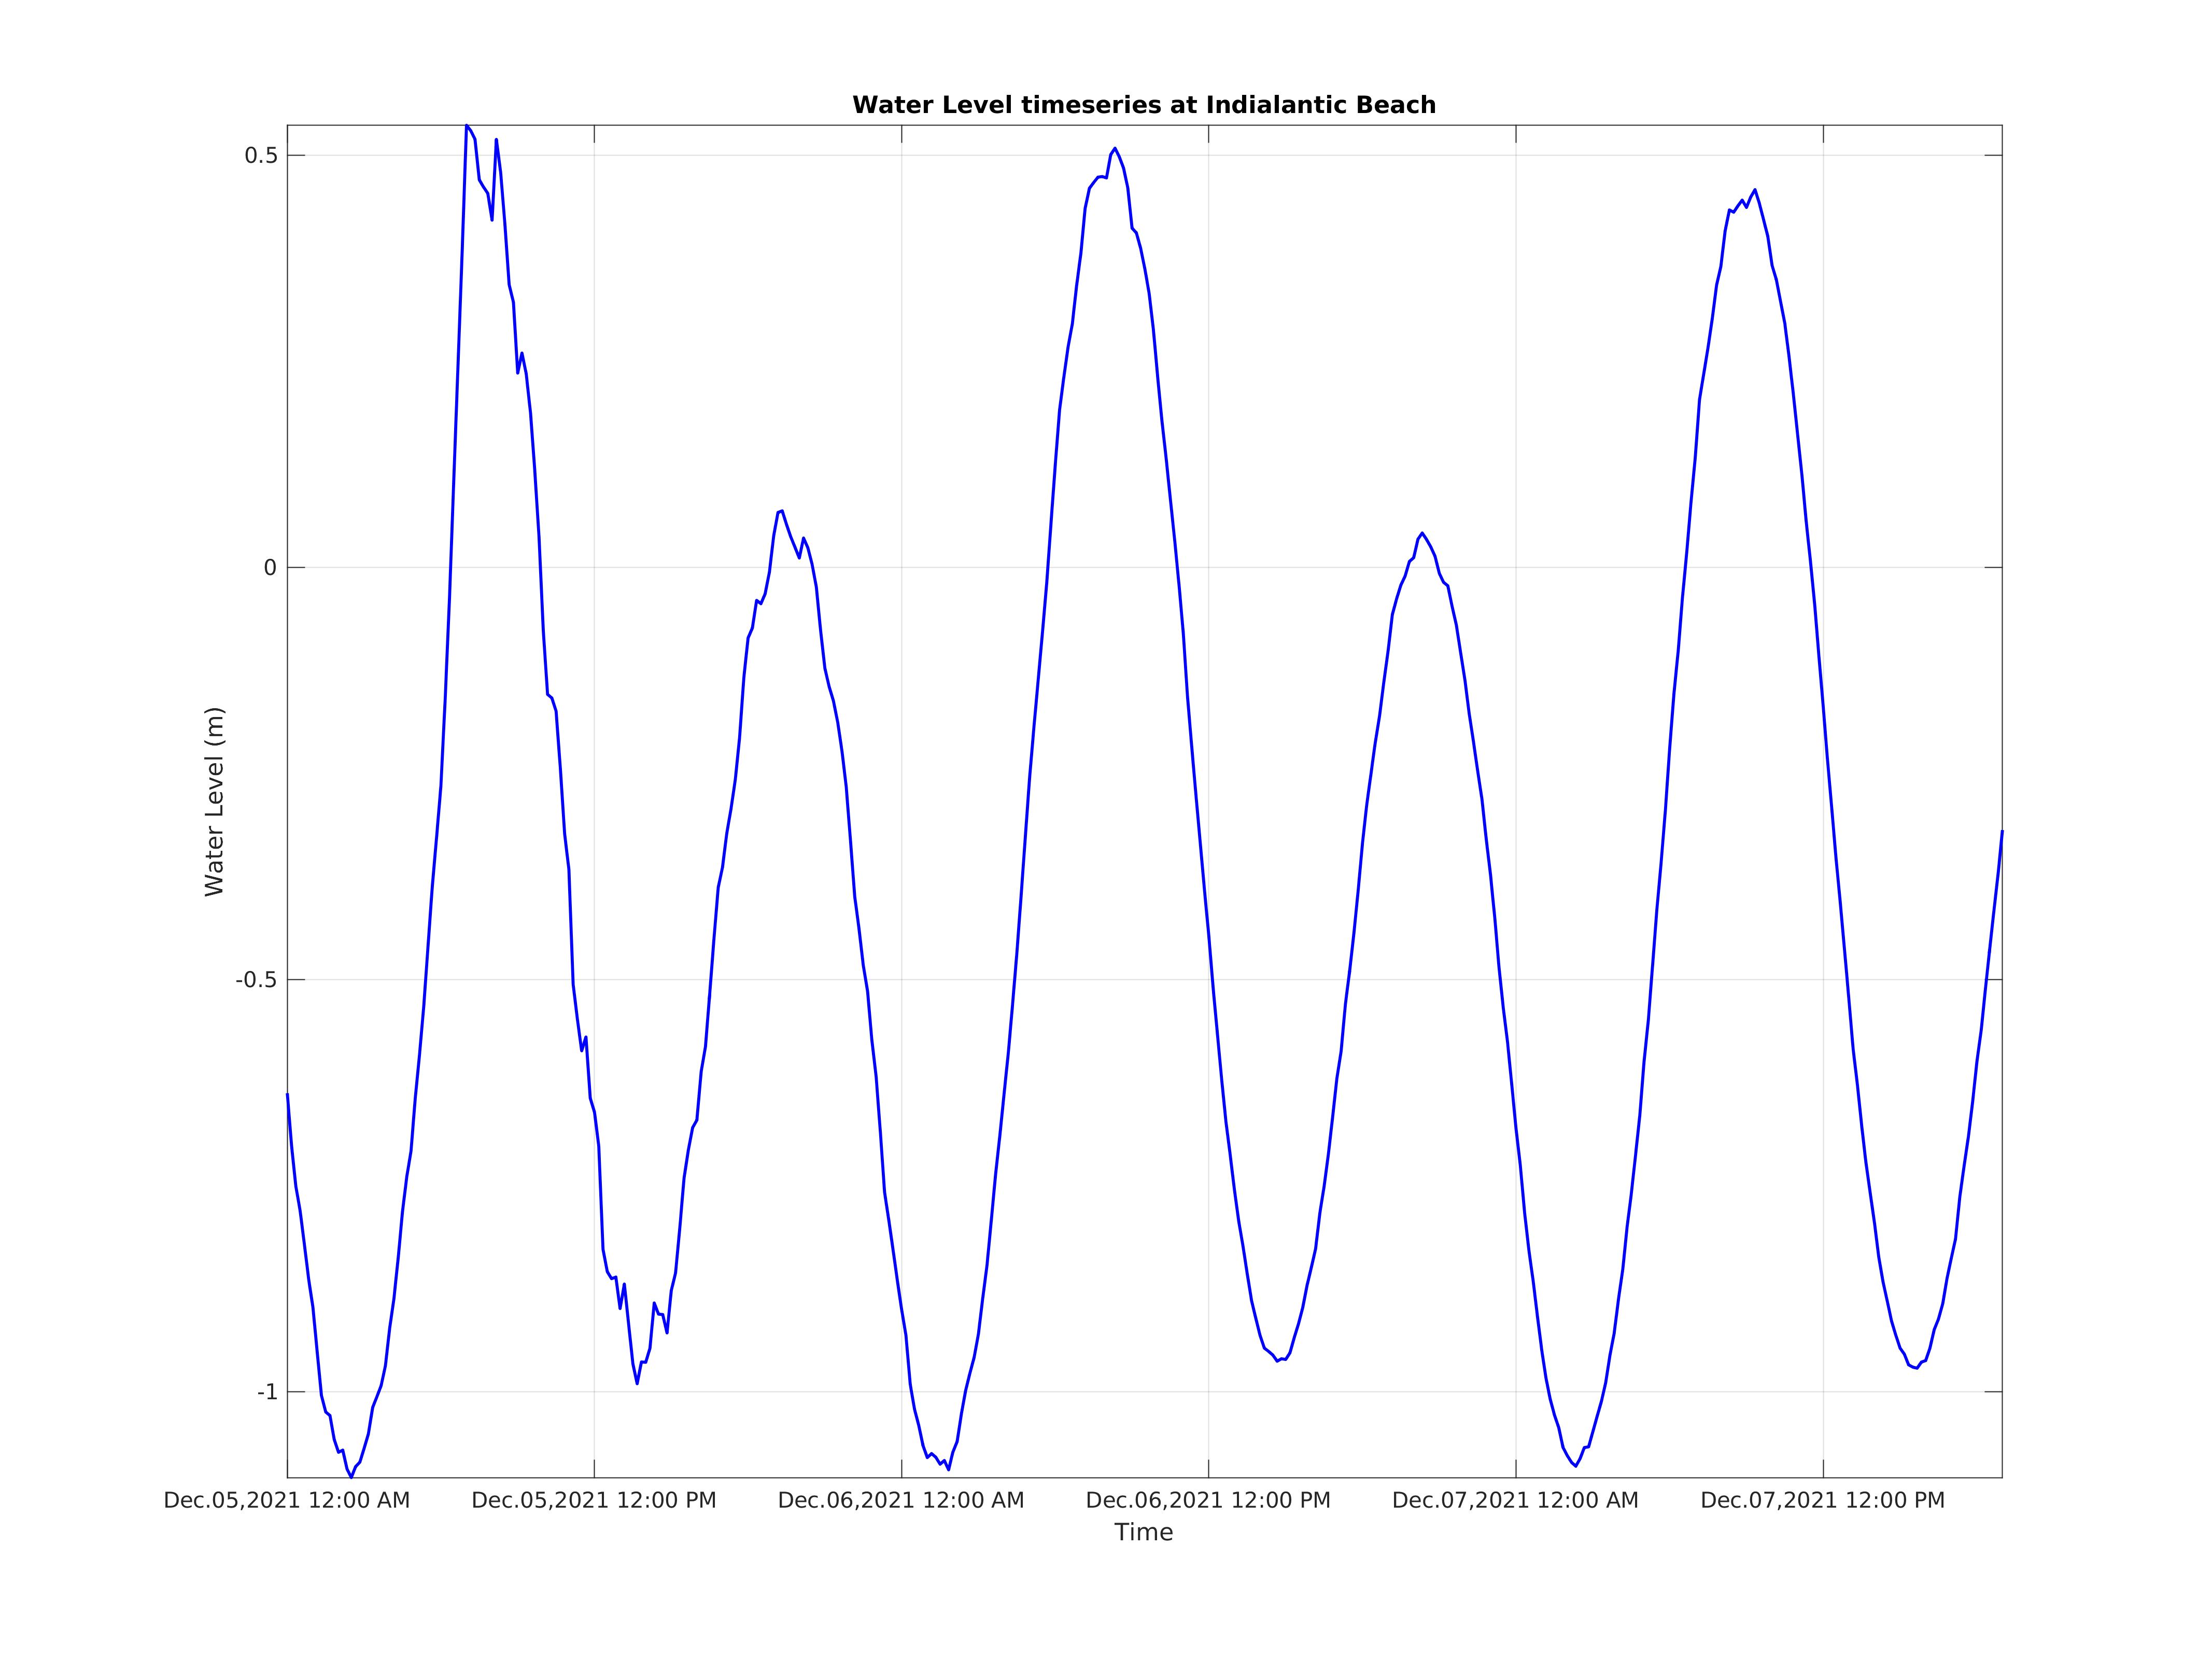 Water Level timeseries at Indialantic Beach
0.5
0
-0.5
-1
Water Level (m)
Dec.05,2021 12:00 AM
Dec.05,2021 12:00 PM
Dec.06,2021 12:00 AM
Dec.06,2021 12:00 PM
Dec.07,2021 12:00 AM
Dec.07,2021 12:00 PM
Time